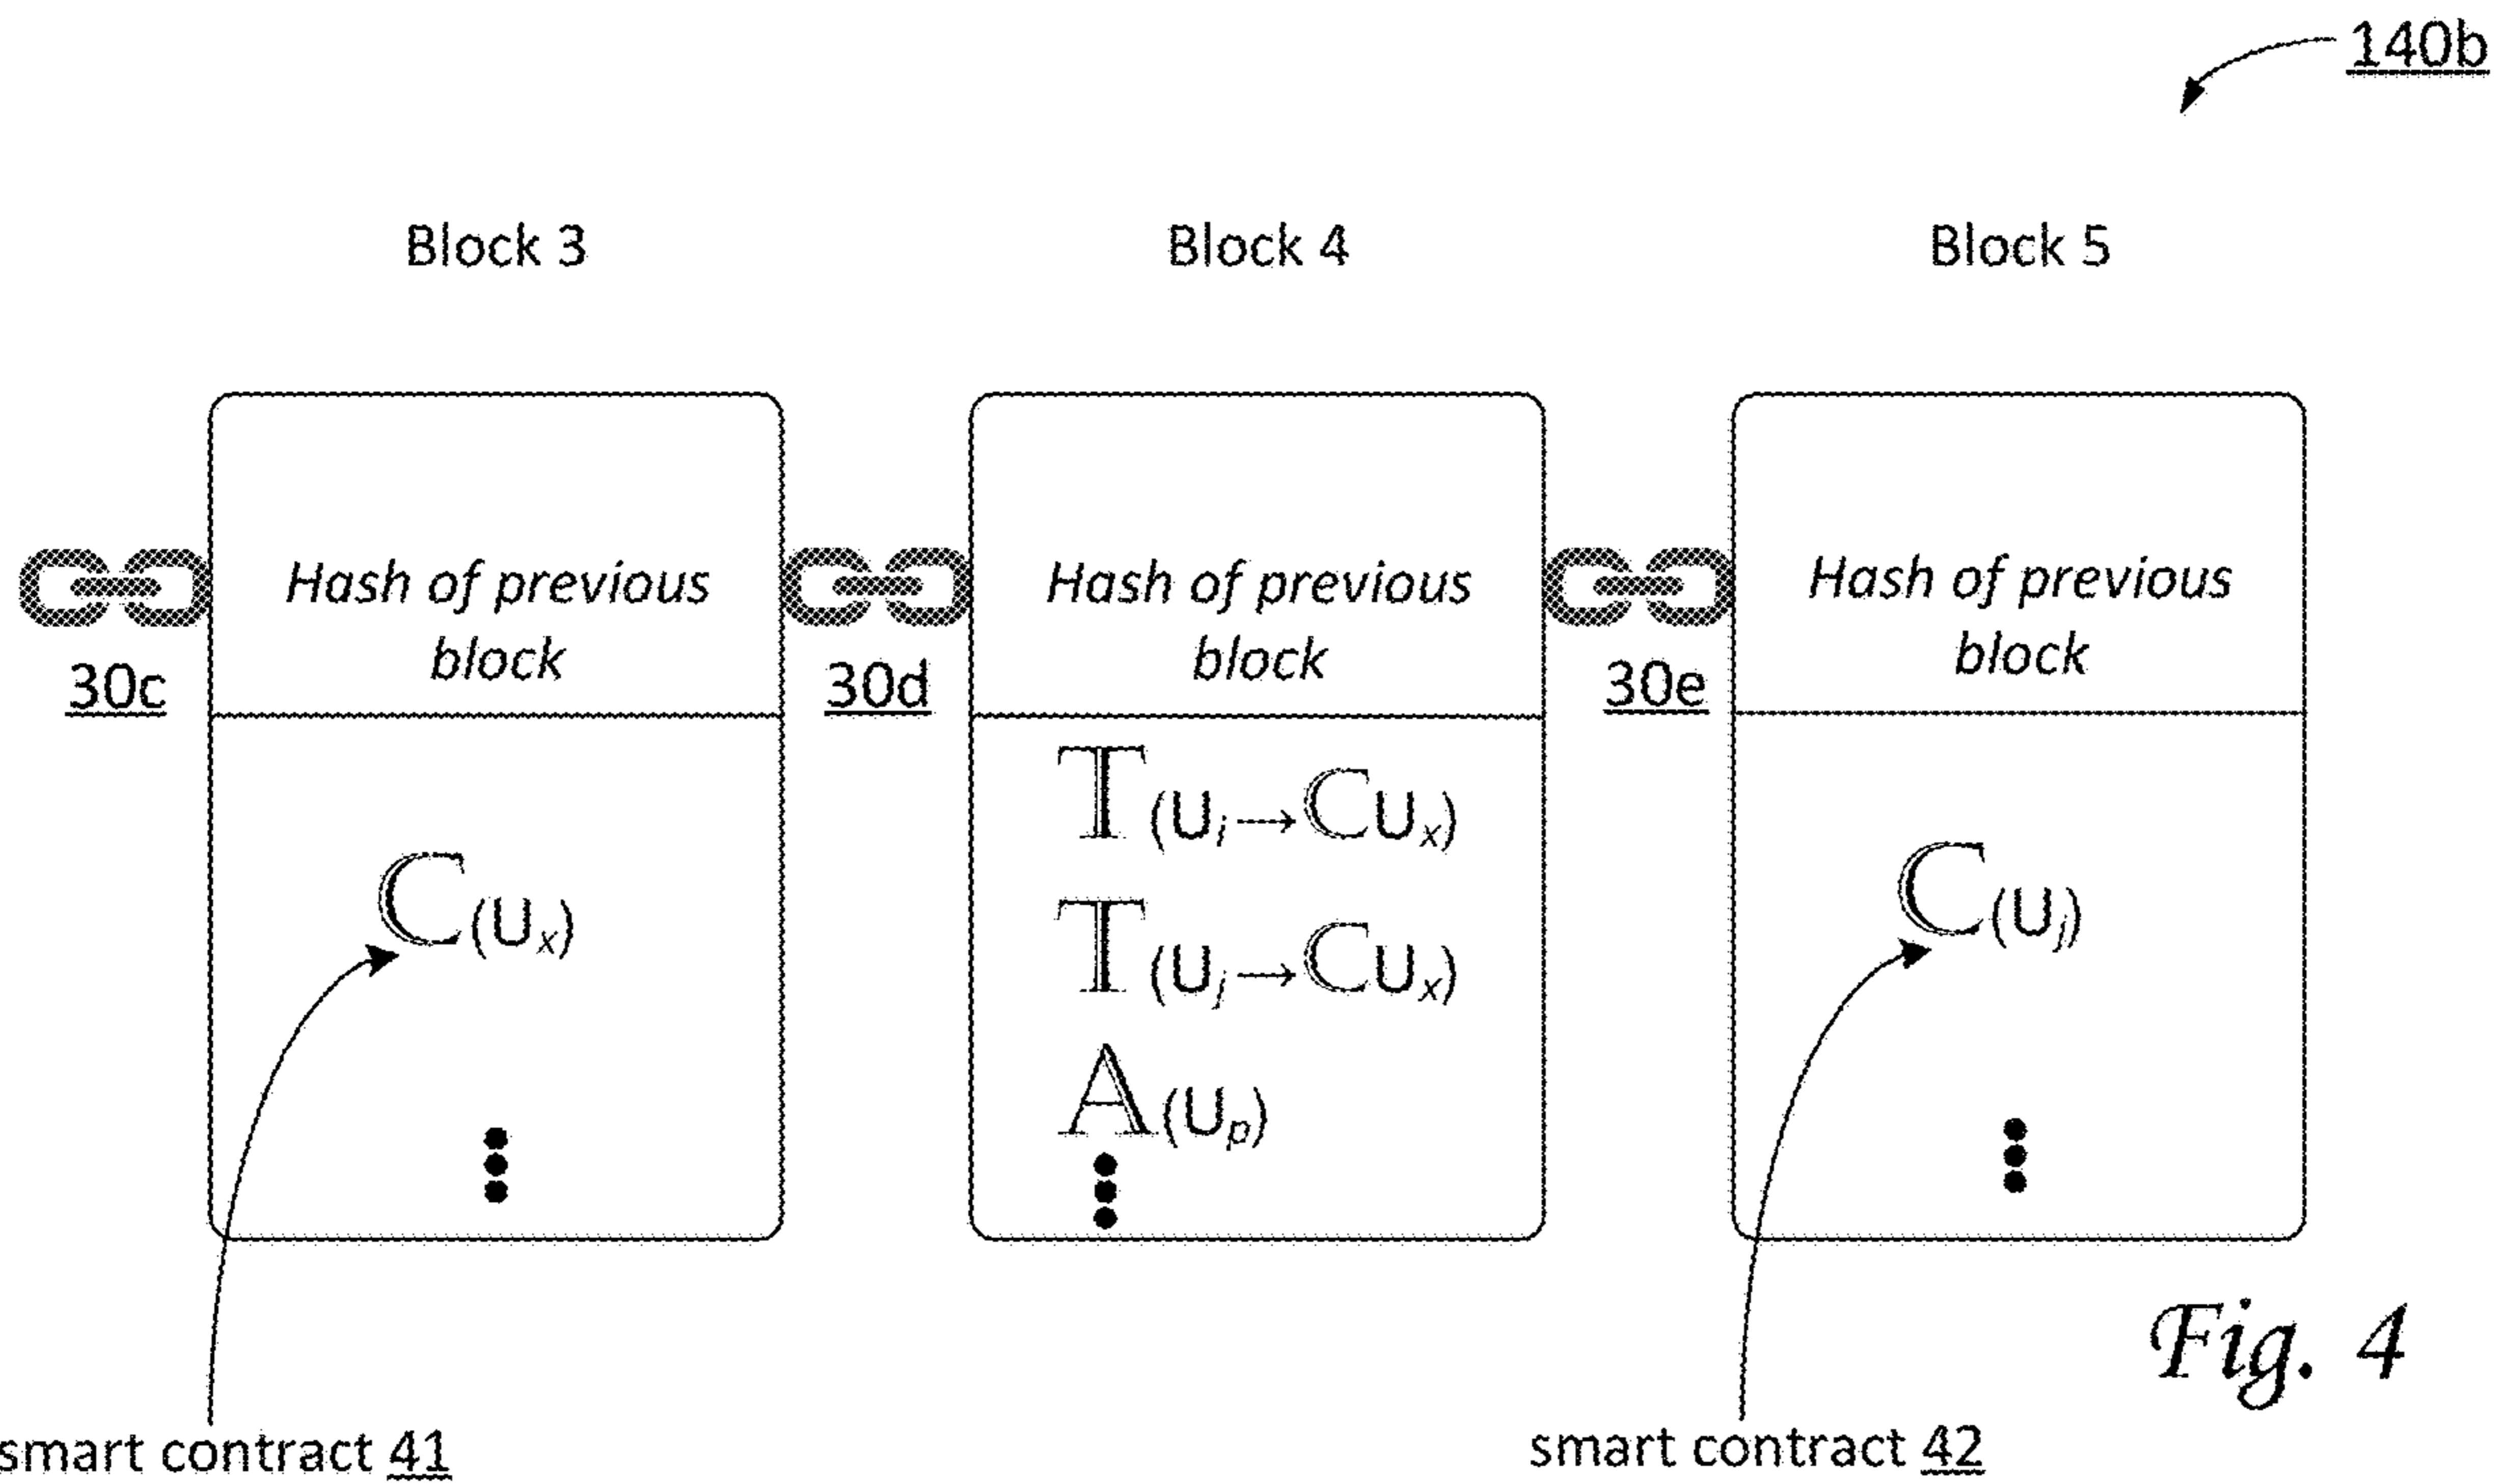 140b
Block 3
Block 4
Block 5
Hash of previous
block
Hash of previous
block
Hash of previous
block
30c
30d
30e
C(Ux)
T(Ui→CUx)
T(Uj→CUx)
A(Up)
C(Uj)
Fig. 4
smart contract 41
smart contract 42